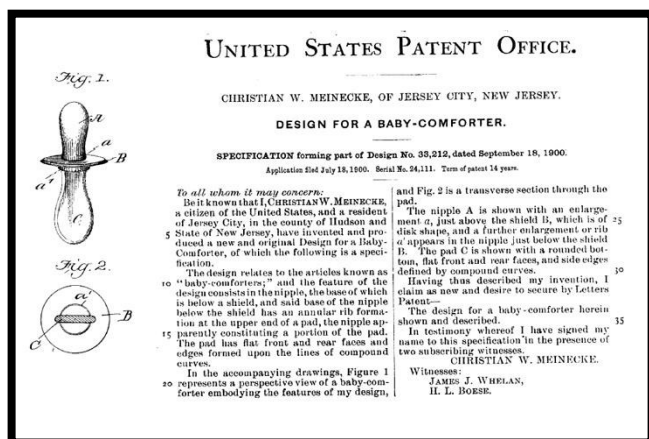 UNITED STATES PATENT OFFICE.
CHRISTIAN W. MEINECKE, OF JERSEY CITY, NEW JERSEY.
DESIGN FOR A BABY-COMFORTER.
SPECIFICATION forming part of Design No. 33,212, dated September 18, 1900.
Application filed July 18, 1900. Serial No. 24,111. Term of patent 14 years.
Fig. 1.
A
a
B
a'
C
Fig. 2.
a'
B
C
To all whom it may concern:
Be it known that I, CHRISTIAN W. MEINECKE,
a citizen of the United States, and a resident
of Jersey City, in the county of Hudson and
5 State of New Jersey, have invented and pro-
duced a new and original Design for a Baby-
Comforter, of which the following is a speci-
fication.
The design relates to the articles known as
10 "baby-comforters;" and the feature of the
design consists in the nipple, the base of which
is below a shield, and said base of the nipple
below the shield has an annular rib forma-
tion at the upper end of a pad, the nipple ap-
15 parently constituting a portion of the pad.
The pad has flat front and rear faces and
edges formed upon the lines of compound
curves.
In the accompanying drawings, Figure 1
20 represents a perspective view of a baby-com-
forter embodying the features of my design,
and Fig. 2 is a transverse section through the
pad.
The nipple A is shown with an enlarge-
ment a, just above the shield B, which is of 25
disk shape, and a further enlargement or rib
a' appears in the nipple just below the shield
B. The pad C is shown with a rounded bot-
tom, flat front and rear faces, and side edges
defined by compound curves. 30
Having thus described my invention, I
claim as new and desire to secure by Letters
Patent—
The design for a baby-comforter herein
shown and described. 35
In testimony whereof I have signed my
name to this specification in the presence of
two subscribing witnesses.
CHRISTIAN W. MEINECKE.
Witnesses:
JAMES J. WHELAN,
H. L. BOESE.